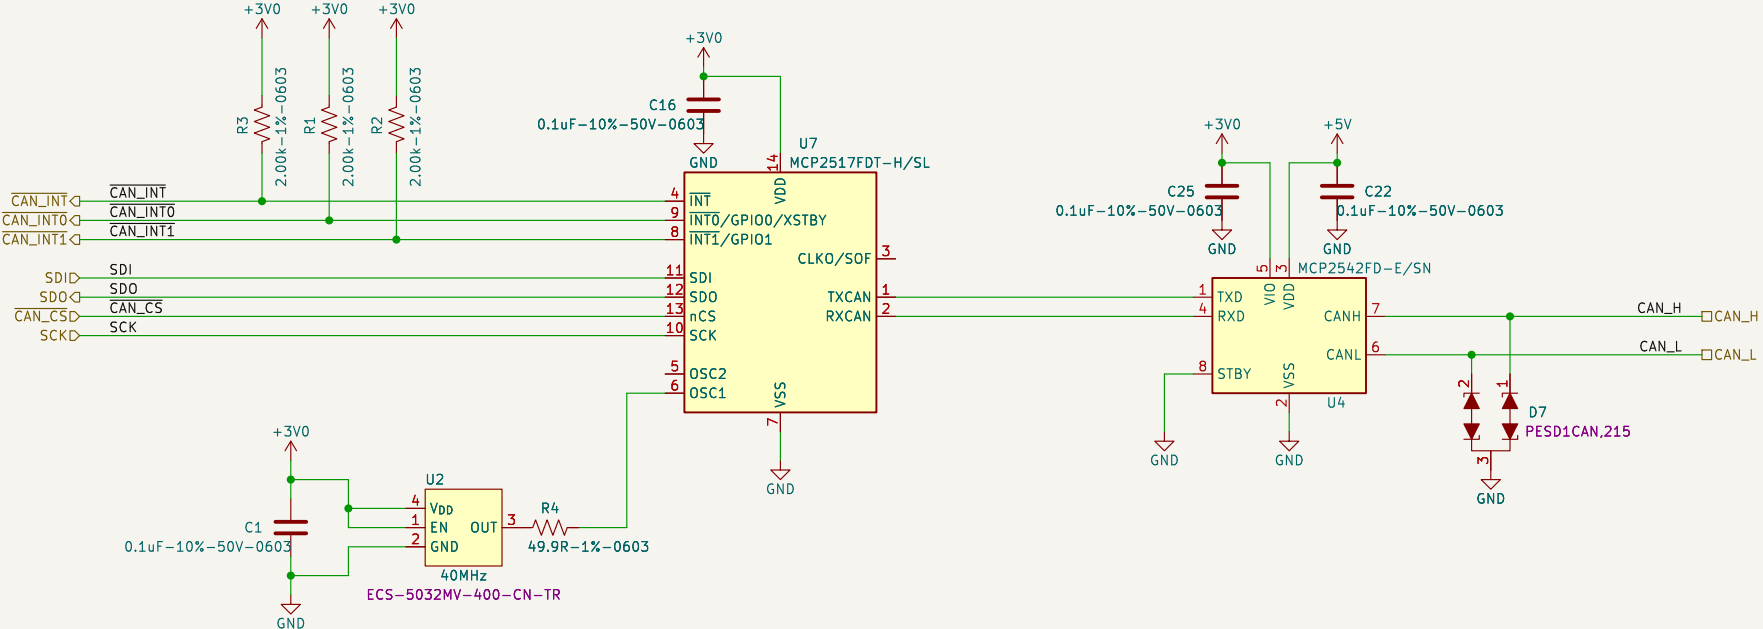 +3V0
+3V0
+3V0
R3
2.00k-1%-0603
R1
2.00k-1%-0603
R2
2.00k-1%-0603
+3V0
C16
0.1uF-10%-50V-0603
GND
U7
MCP2517FDT-H/SL
14
VDD
CAN_INT
CAN_INT
4
INT
CAN_INT0
CAN_INT0
9
INT0/GPIO0/XSTBY
CAN_INT1
CAN_INT1
8
INT1/GPIO1
CLKO/SOF
3
SDI
SDI
11
SDI
SDO
SDO
12
SDO
TXCAN
1
CAN_CS
CAN_CS
13
nCS
RXCAN
2
SCK
SCK
10
SCK
5
OSC2
6
OSC1
VSS
7
GND
+3V0
C1
0.1uF-10%-50V-0603
GND
U2
4
VDD
1
EN
OUT
3
2
GND
40MHz
ECS-5032MV-400-CN-TR
R4
49.9R-1%-0603
+3V0
+5V
C25
0.1uF-10%-50V-0603
GND
C22
0.1uF-10%-50V-0603
GND
5
3
MCP2542FD-E/SN
VIO
VDD
1
TXD
4
RXD
CANH
7
CANL
6
8
STBY
VSS
2
U4
GND
GND
CAN_H
CAN_H
CAN_L
CAN_L
2
1
D7
PESD1CAN,215
3
GND